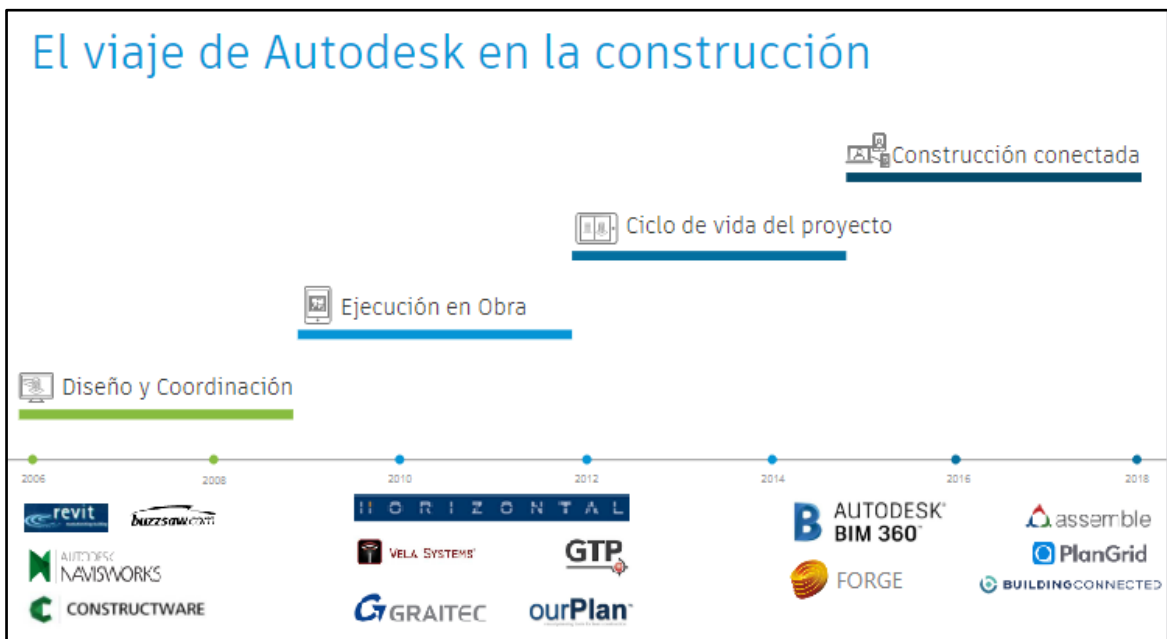 El viaje de Autodesk en la construcción
Construcción conectada
Ciclo de vida del proyecto
Ejecución en Obra
Diseño y Coordinación
2006
2008
2010
2012
2014
2016
2018
revit
buzzsaw.com
AUTODESK
NAVISWORKS
CONSTRUCTWARE
HORIZONTAL
VELA SYSTEMS
GTP
GRAITEC
ourPlan
AUTODESK®
BIM 360™
FORGE
assemble
PlanGrid
BUILDINGCONNECTED